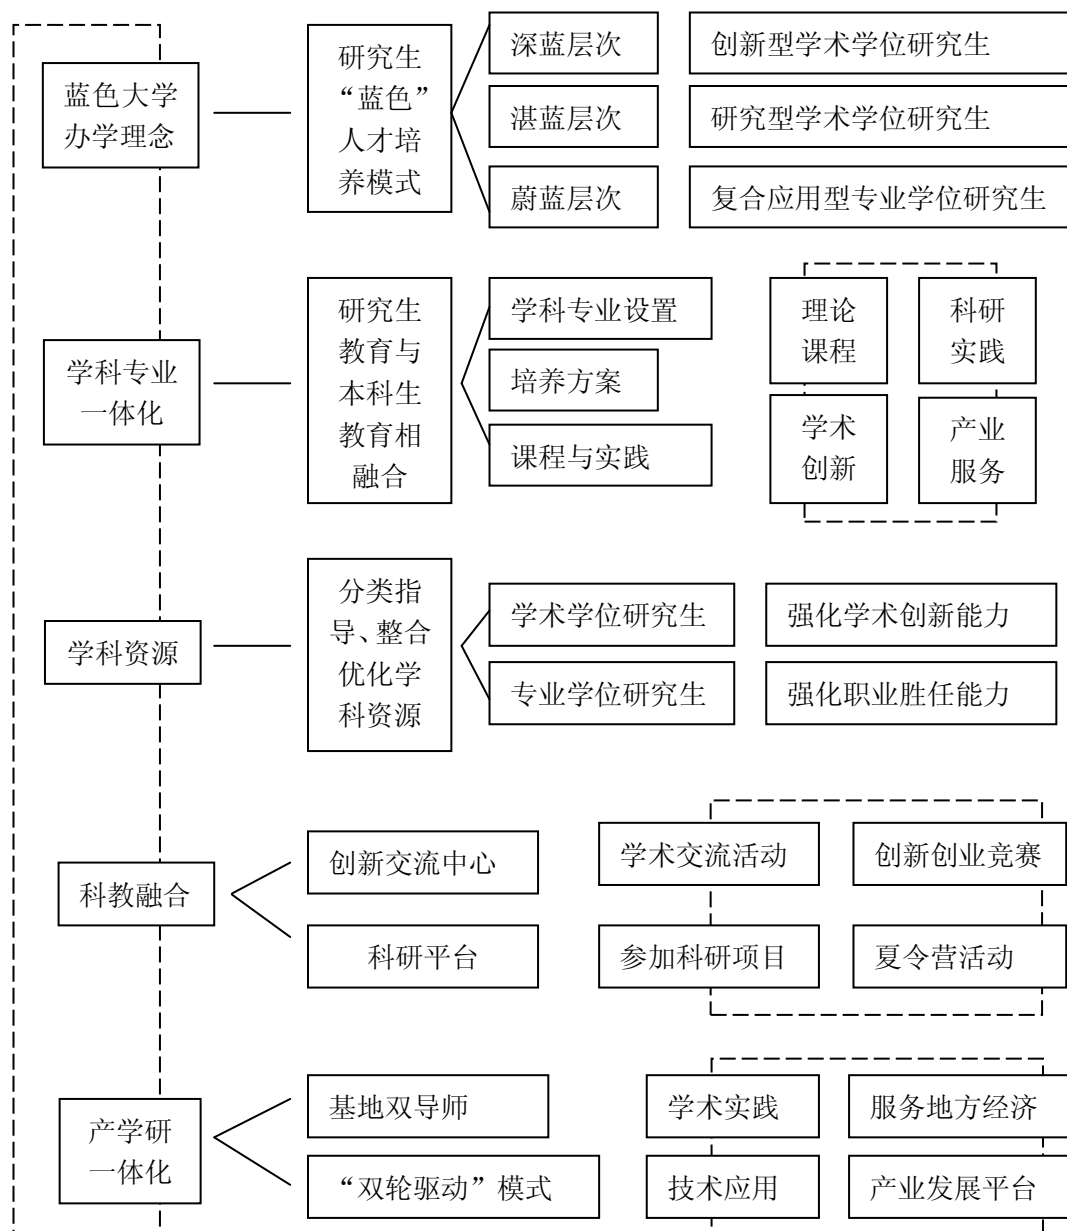 蓝色大学
办学理念
研究生
“蓝色”
人才培
养模式
深蓝层次
创新型学术学位研究生
湛蓝层次
研究型学术学位研究生
蔚蓝层次
复合应用型专业学位研究生
学科专业
一体化
研究生
教育与
本科生
教育相
融合
学科专业设置
培养方案
课程与实践
理论
课程
科研
实践
学术
创新
产业
服务
学科资源
分类指
导、整合
优化学
科资源
学术学位研究生
强化学术创新能力
专业学位研究生
强化职业胜任能力
科教融合
创新交流中心
科研平台
学术交流活动
创新创业竞赛
参加科研项目
夏令营活动
产学研
一体化
基地双导师
“双轮驱动”模式
学术实践
服务地方经济
技术应用
产业发展平台